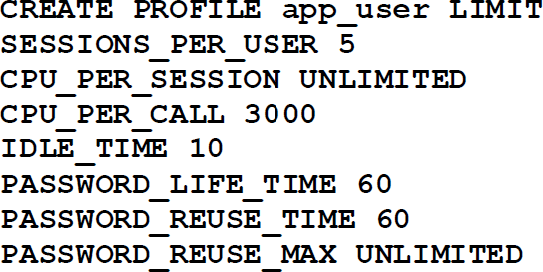 CREATE PROFILE app_user LIMIT
SESSIONS_PER_USER 5
CPU_PER_SESSION UNLIMITED
CPU_PER_CALL 3000
IDLE_TIME 10
PASSWORD_LIFE_TIME 60
PASSWORD_REUSE_TIME 60
PASSWORD_REUSE_MAX UNLIMITED